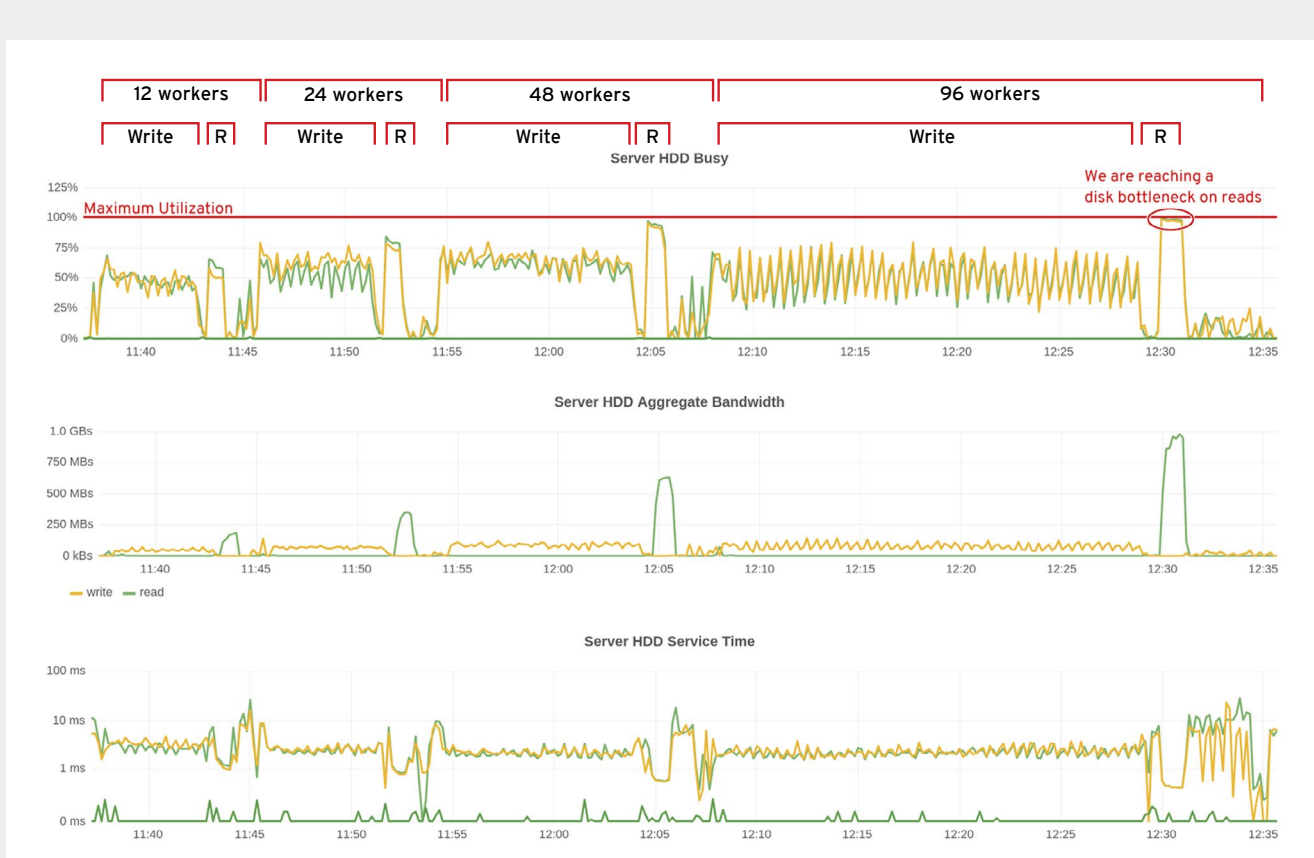 12 workers 24 workers 48 workers 96 workers
Write R Write R Write R Write R
Server HDD Busy
We are reaching a
disk bottleneck on reads
125%
Maximum Utilization
100%
75%
50%
25%
0%
11:40 11:45 11:50 11:55 12:00 12:05 12:10 12:15 12:20 12:25 12:30 12:35
Server HDD Aggregate Bandwidth
1.0 GBs
750 MBs
500 MBs
250 MBs
0 kBs
11:40 11:45 11:50 11:55 12:00 12:05 12:10 12:15 12:20 12:25 12:30 12:35
write read
Server HDD Service Time
100 ms
10 ms
1 ms
0 ms
11:40 11:45 11:50 11:55 12:00 12:05 12:10 12:15 12:20 12:25 12:30 12:35